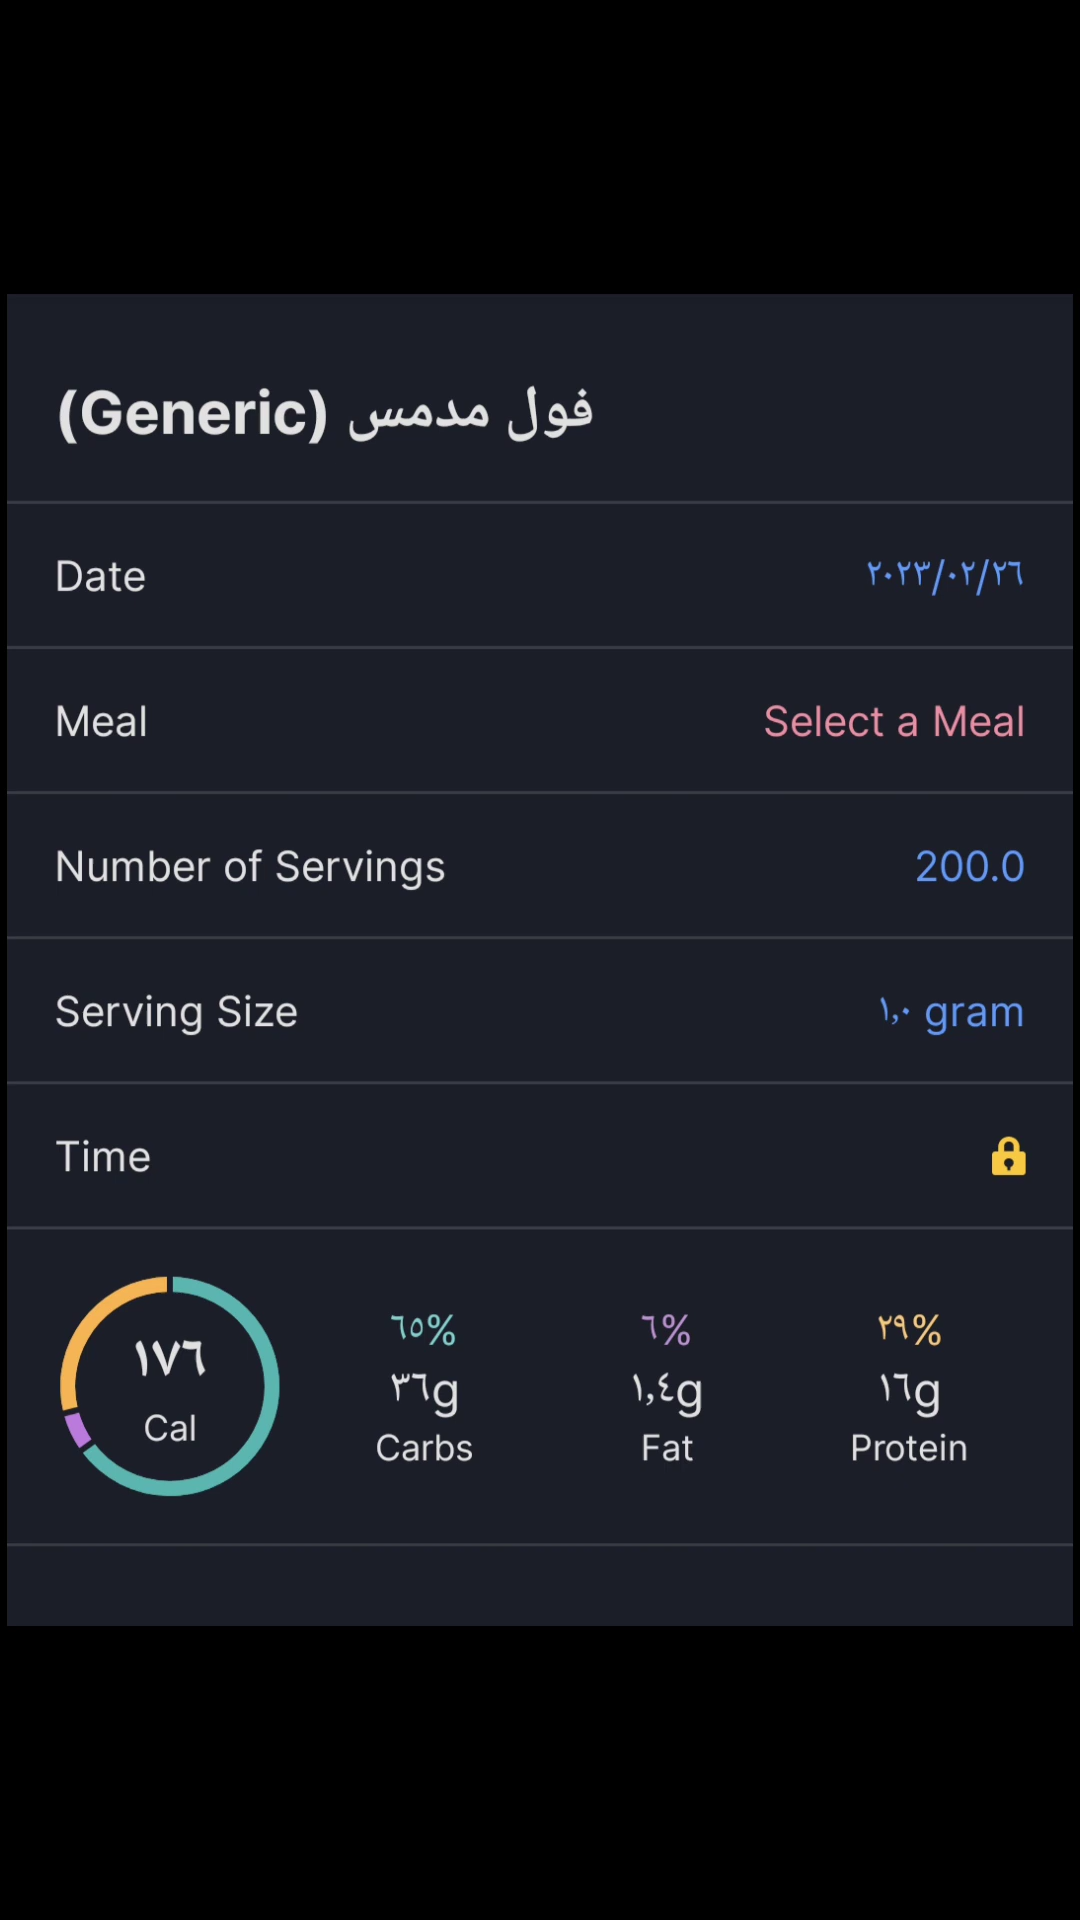 فول مدمس (Generic)
Date ٢٠٢٣/٠٢/٢٦
Meal Select a Meal
Number of Servings 200.0
Serving Size ١,٠ gram
Time
١٧٦
Cal
٦٥% ٦% ٢٩%
٣٦g ١,٤g ١٦g
Carbs Fat Protein